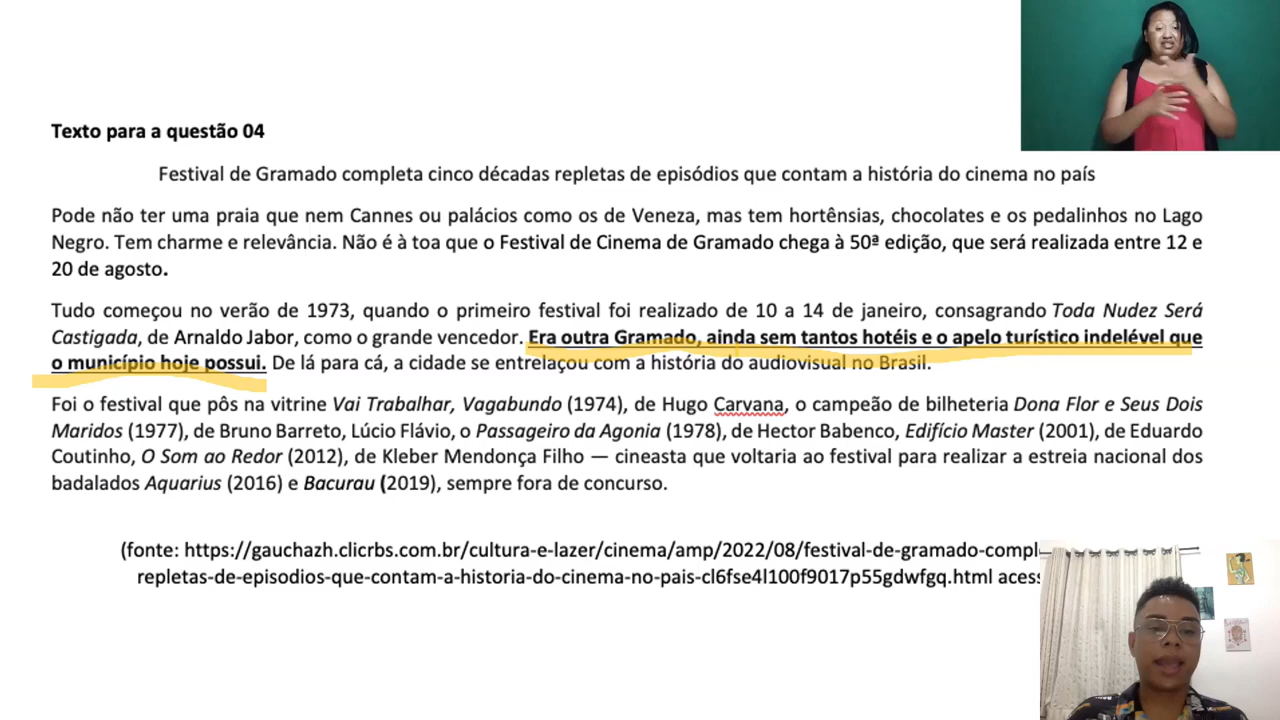 Texto para a questão 04
Festival de Gramado completa cinco décadas repletas de episódios que contam a história do cinema no país
Pode não ter uma praia que nem Cannes ou palácios como os de Veneza, mas tem hortênsias, chocolates e os pedalinhos no Lago
Negro. Tem charme e relevância. Não é à toa que o Festival de Cinema de Gramado chega à 50ª edição, que será realizada entre 12 e
20 de agosto.
Tudo começou no verão de 1973, quando o primeiro festival foi realizado de 10 a 14 de janeiro, consagrando Toda Nudez Será
Castigada, de Arnaldo Jabor, como o grande vencedor. Era outra Gramado, ainda sem tantos hotéis e o apelo turístico indelével que
o município hoje possui. De lá para cá, a cidade se entrelaçou com a história do audiovisual no Brasil.
Foi o festival que pôs na vitrine Vai Trabalhar, Vagabundo (1974), de Hugo Carvana, o campeão de bilheteria Dona Flor e Seus Dois
Maridos (1977), de Bruno Barreto, Lúcio Flávio, o Passageiro da Agonia (1978), de Hector Babenco, Edifício Master (2001), de Eduardo
Coutinho, O Som ao Redor (2012), de Kleber Mendonça Filho — cineasta que voltaria ao festival para realizar a estreia nacional dos
badalados Aquarius (2016) e Bacurau (2019), sempre fora de concurso.
(fonte: https://gauchazh.clicrbs.com.br/cultura-e-lazer/cinema/amp/2022/08/festival-de-gramado-compl
repletas-de-episodios-que-contam-a-historia-do-cinema-no-pais-cl6fse4l100f9017p55gdwfgq.html acess